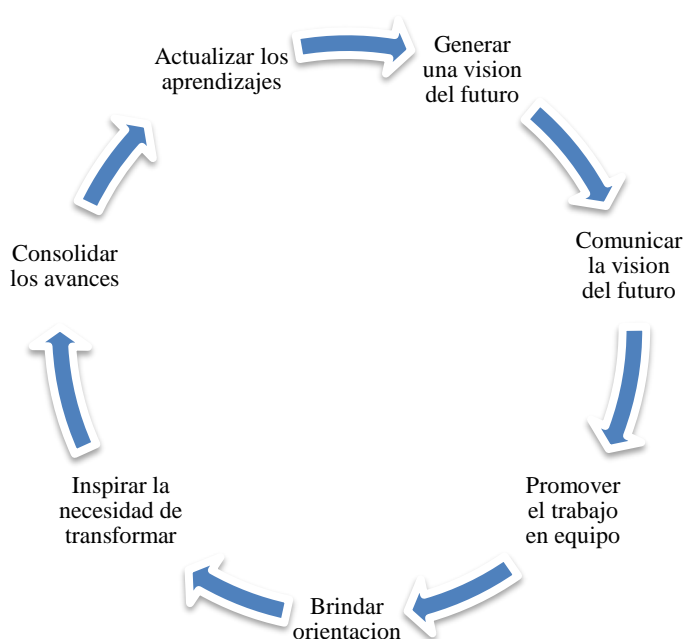 Generar
una vision
del futuro
Comunicar
la vision
del futuro
Promover
el trabajo
en equipo
Brindar
orientacion
Inspirar la
necesidad de
transformar
Consolidar
los avances
Actualizar los
aprendizajes